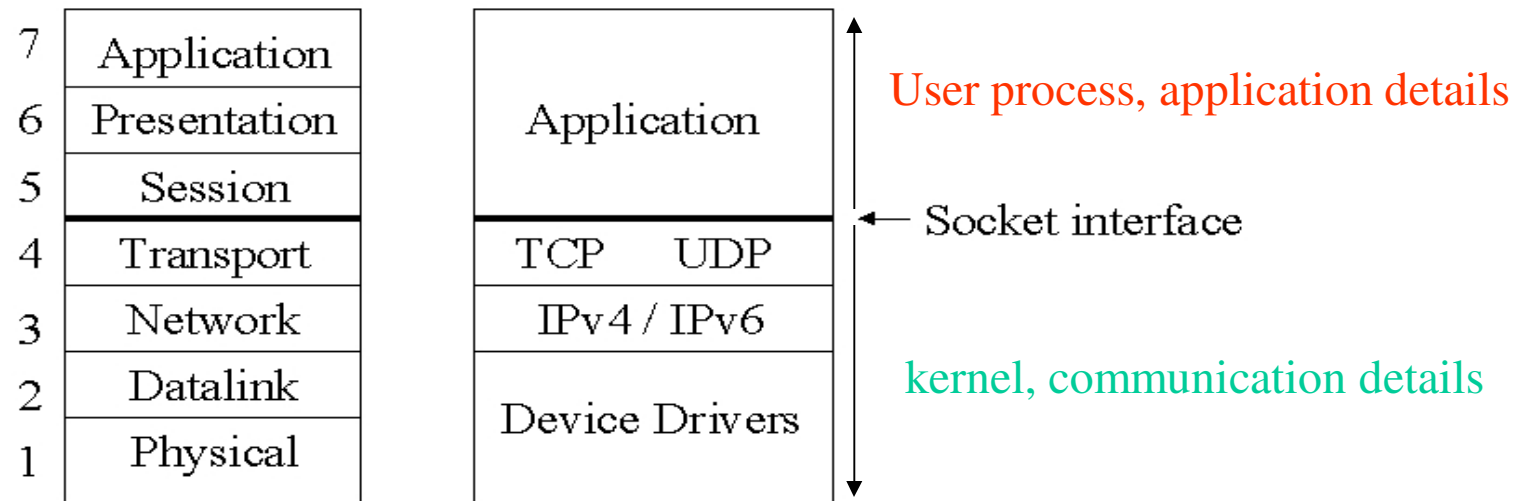 7 Application
6 Presentation
5 Session
4 Transport
3 Network
2 Datalink
1 Physical
Application
TCP UDP
IPv4 / IPv6
Device Drivers
User process, application details
Socket interface
kernel, communication details